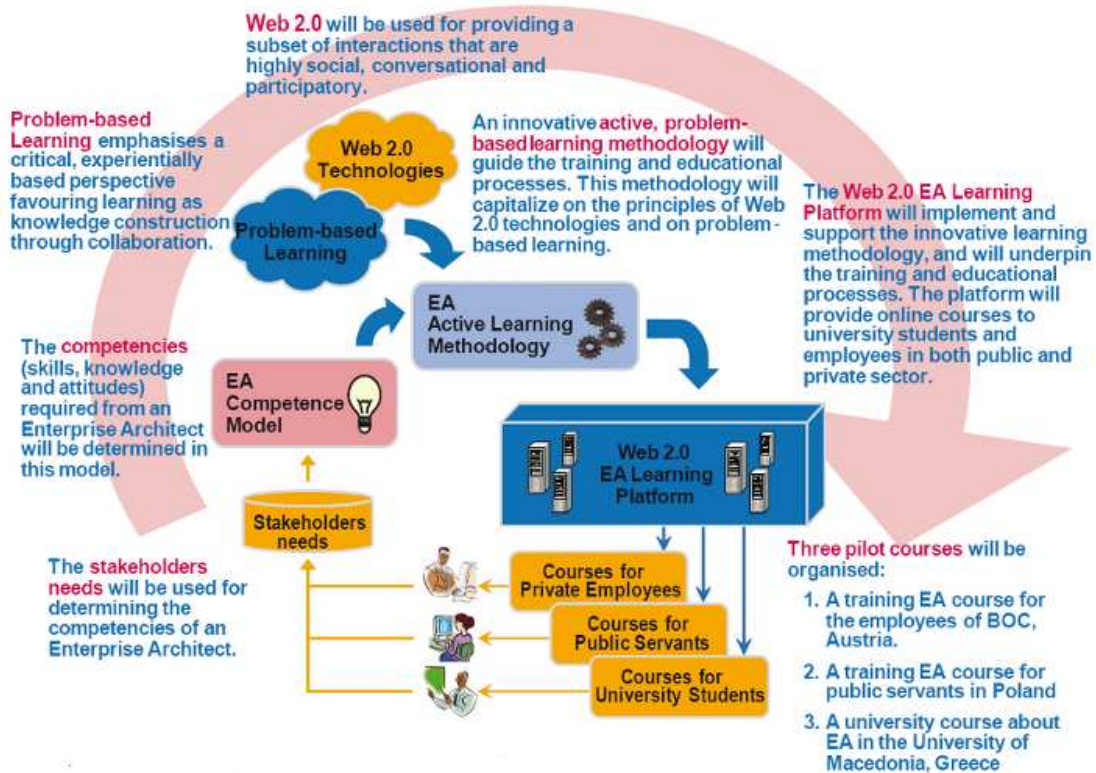 Web 2.0 will be used for providing a
subset of interactions that are
highly social, conversational and
participatory.
Problem-based
Learning emphasises a
critical, experientially
based perspective
favouring learning as
knowledge construction
through collaboration.
Web 2.0
Technologies
Problem-based
Learning
An innovative active, problem-
based learning methodology will
guide the training and educational
processes. This methodology will
capitalize on the principles of Web
2.0 technologies and on problem-
based learning.
The Web 2.0 EA Learning
Platform will implement and
support the innovative learning
methodology, and will underpin
the training and educational
processes. The platform will
provide online courses to
university students and
employees in both public and
private sector.
EA
Active Learning
Methodology
The competencies
(skills, knowledge
and attitudes)
required from an
Enterprise Architect
will be determined in
this model.
EA
Competence
Model
Web 2.0
EA Learning
Platform
Stakeholders
needs
The stakeholders
needs will be used for
determining the
competencies of an
Enterprise Architect.
Courses for
Private Employees
Courses for
Public Servants
Courses for
University Students
Three pilot courses will be
organised:
1. A training EA course for
the employees of BOC,
Austria.
2. A training EA course for
public servants in Poland
3. A university course about
EA in the University of
Macedonia, Greece